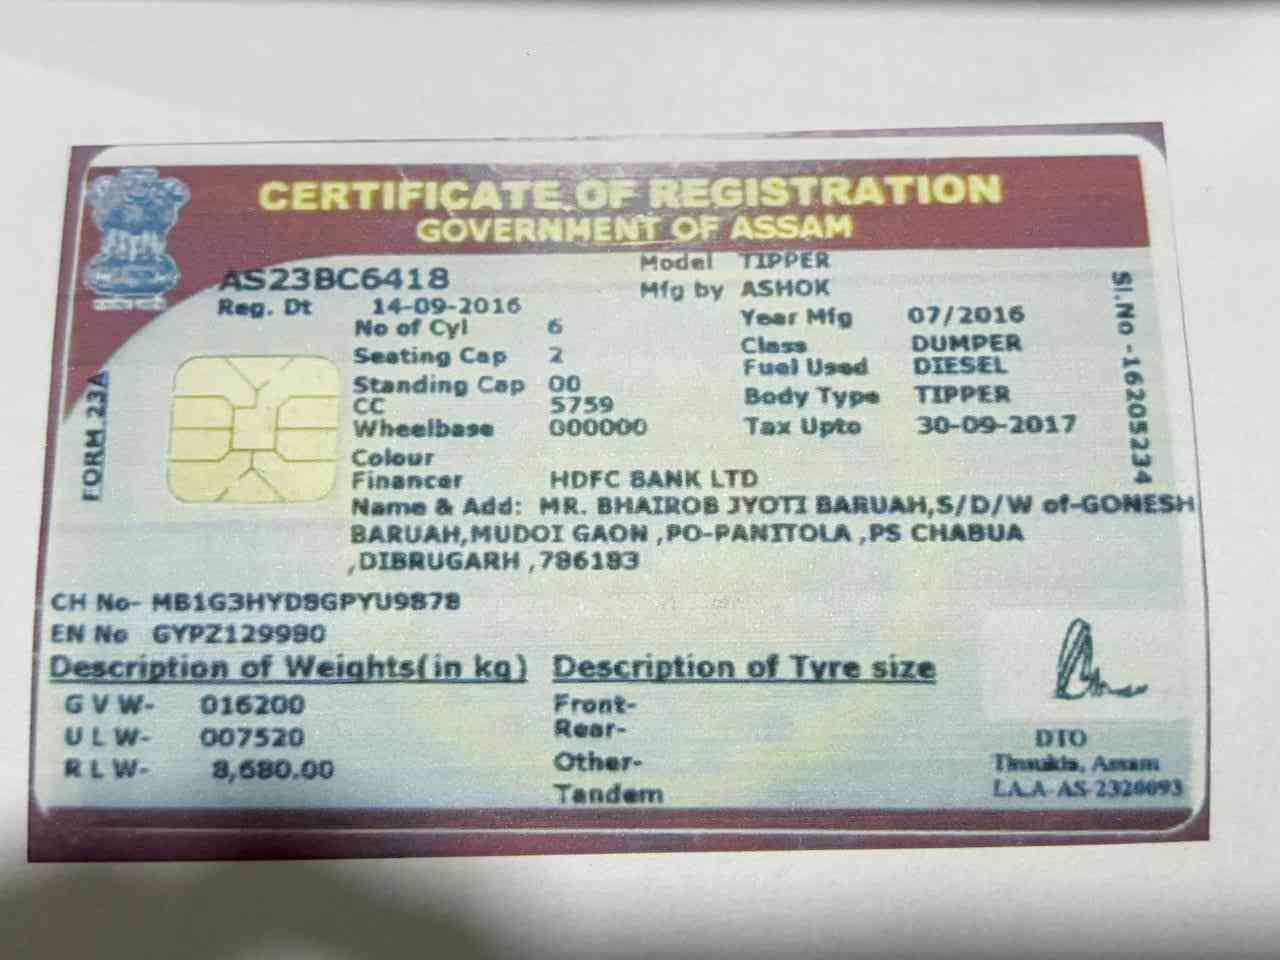 CERTIFICATE OF REGISTRATION
GOVERNMENT OF ASSAM
AS23BC6418
Reg. Dt 14-09-2016
Model TIPPER
Mfg by ASHOK
No of Cyl 6
Seating Cap 2
Standing Cap 00
CC 5759
Wheelbase 000000
Colour
Year Mfg 07/2016
Class DUMPER
Fuel Used DIESEL
Body Type TIPPER
Tax Upto 30-09-2017
Financer HDFC BANK LTD
Name & Add: MR. BHAIROB JYOTI BARUAH,S/D/W of-GONESH
BARUAH,MUDOI GAON ,PO-PANITOLA ,PS CHABUA
,DIBRUGARH ,786183
FORM 23A
Sl.No -16205234
CH No- MB1G3HYD8GPYU9878
EN No GYPZ129980
Description of Weights(in kg)
G V W- 016200
U L W- 007520
R L W- 8,680.00
Description of Tyre size
Front-
Rear-
Other-
Tandem
DTO
Tinsukia, Assam
L.A.A-AS-2320093